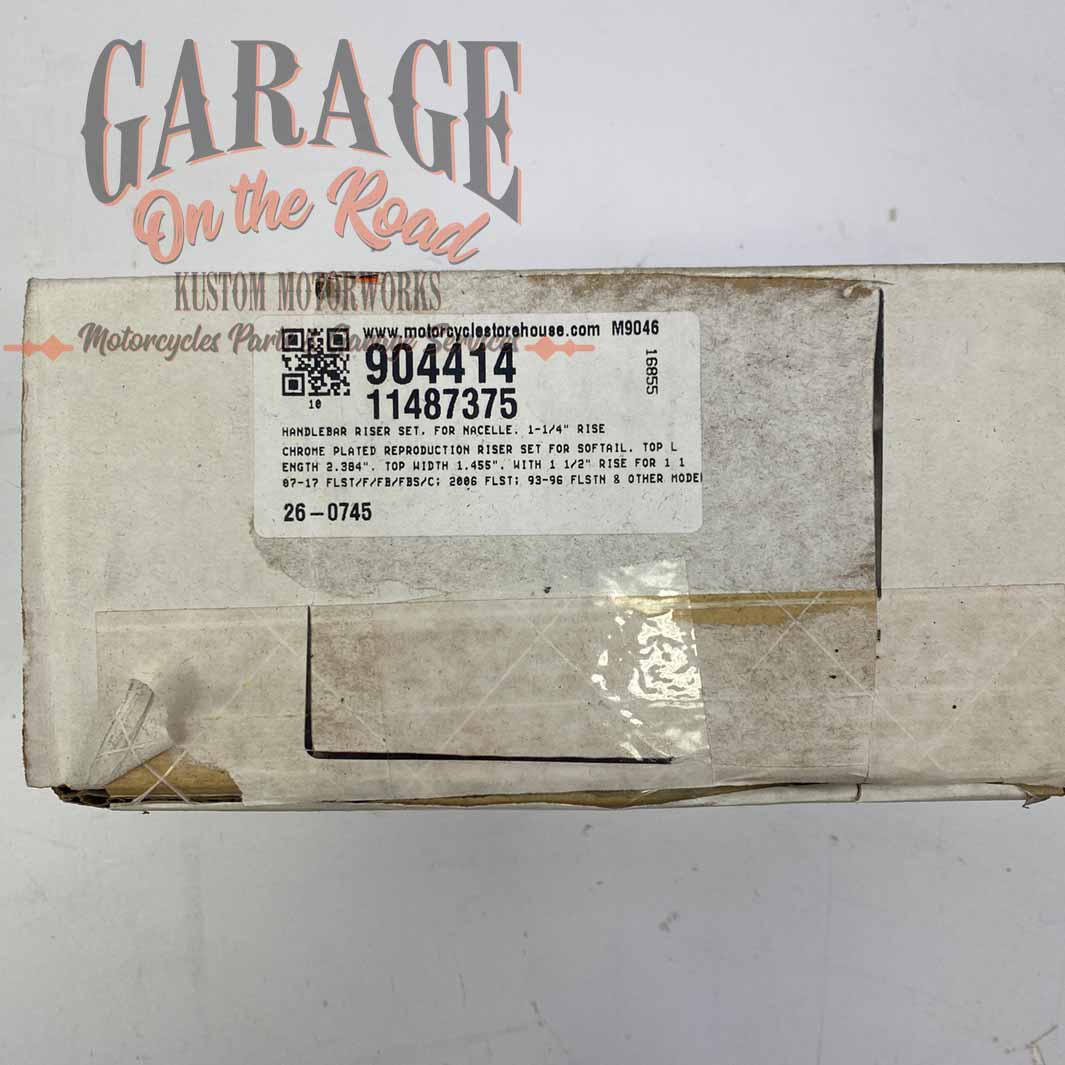 GARAGE
On the Road
KUSTOM MOTORWORKS
Motorcycles Parts & Garage Services
www.motorcyclestorehouse.com M9046
904414
16855
11487375
10
HANDLEBAR RISER SET, FOR NACELLE. 1-1/4" RISE
CHROME PLATED REPRODUCTION RISER SET FOR SOFTAIL. TOP L
ENGTH 2.384". TOP WIDTH 1.455". WITH 1 1/2" RISE FOR 1 1
07-17 FLST/F/FB/FBS/C; 2006 FLST; 93-96 FLSTN & OTHER MODE
26-0745